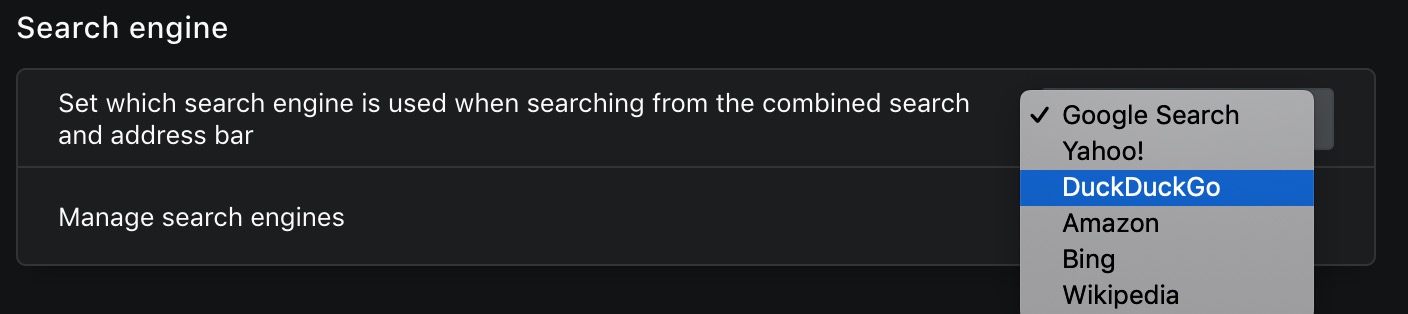 Search engine
Set which search engine is used when searching from the combined search
and address bar
Manage search engines
Google Search
Yahoo!
DuckDuckGo
Amazon
Bing
Wikipedia